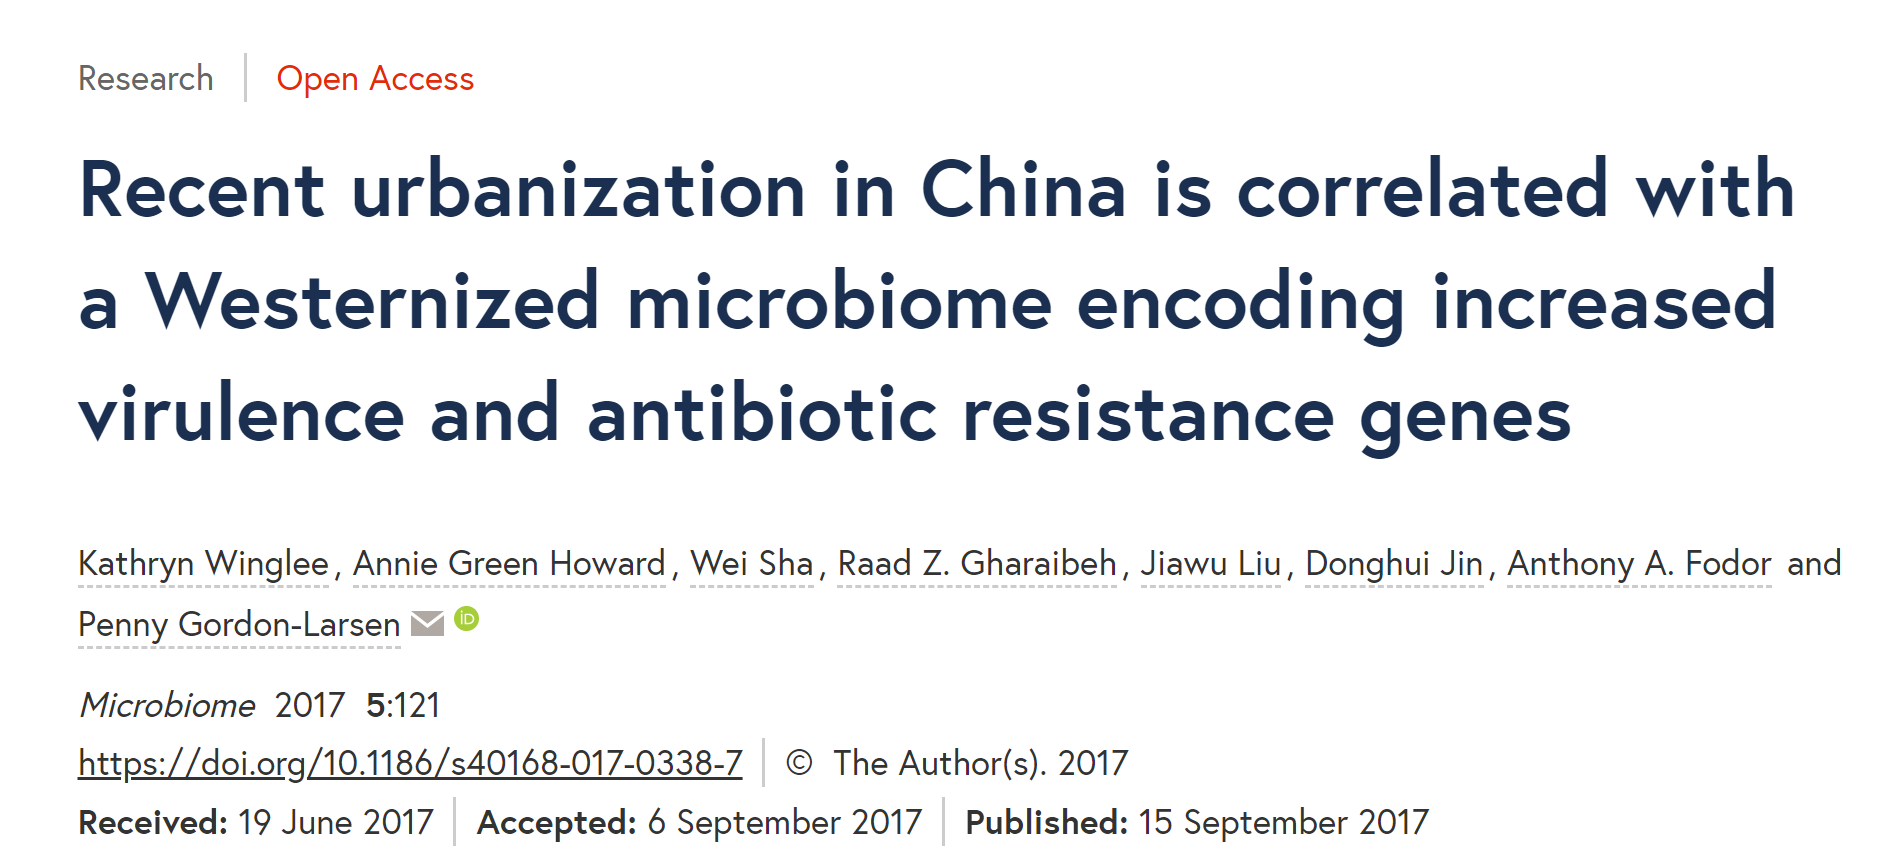 Research Open Access
Recent urbanization in China is correlated with
a Westernized microbiome encoding increased
virulence and antibiotic resistance genes
Kathryn Winglee, Annie Green Howard, Wei Sha, Raad Z. Gharaibeh, Jiawu Liu, Donghui Jin, Anthony A. Fodor and
Penny Gordon-Larsen iD
Microbiome 2017 5:121
https://doi.org/10.1186/s40168-017-0338-7 © The Author(s). 2017
Received: 19 June 2017 Accepted: 6 September 2017 Published: 15 September 2017